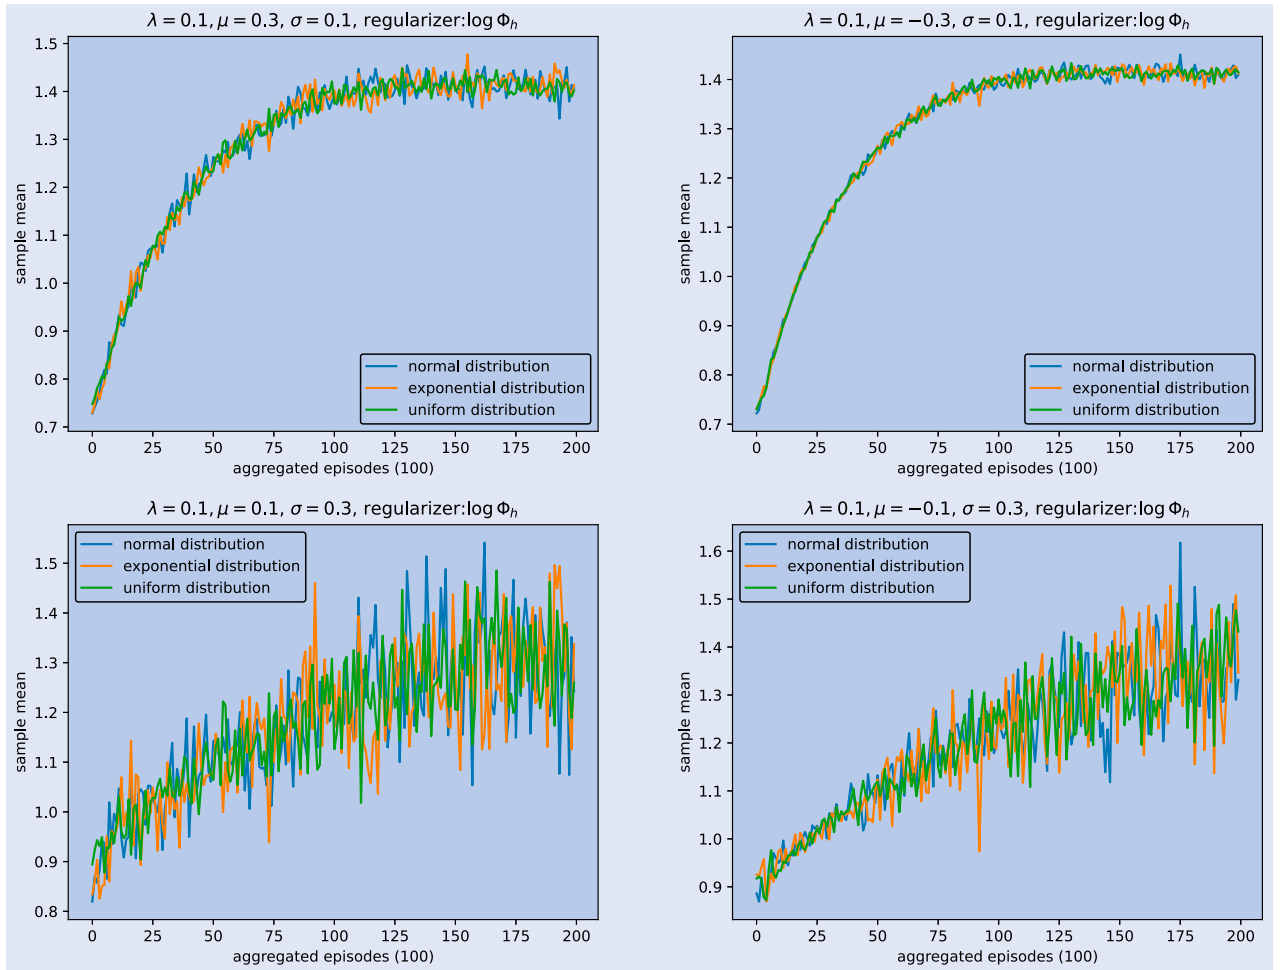 λ = 0.1, μ = 0.3, σ = 0.1, regularizer:log Φ_h
1.5
1.4
1.3
1.2
1.1
1.0
0.9
0.8
0.7
sample mean
normal distribution
exponential distribution
uniform distribution
0 25 50 75 100 125 150 175 200
aggregated episodes (100)
λ = 0.1, μ = −0.3, σ = 0.1, regularizer:log Φ_h
1.4
1.3
1.2
1.1
1.0
0.9
0.8
0.7
sample mean
normal distribution
exponential distribution
uniform distribution
0 25 50 75 100 125 150 175 200
aggregated episodes (100)
λ = 0.1, μ = 0.1, σ = 0.3, regularizer:log Φ_h
normal distribution
exponential distribution
uniform distribution
1.5
1.4
1.3
1.2
1.1
1.0
0.9
0.8
sample mean
0 25 50 75 100 125 150 175 200
aggregated episodes (100)
λ = 0.1, μ = −0.1, σ = 0.3, regularizer:log Φ_h
normal distribution
exponential distribution
uniform distribution
1.6
1.5
1.4
1.3
1.2
1.1
1.0
0.9
sample mean
0 25 50 75 100 125 150 175 200
aggregated episodes (100)